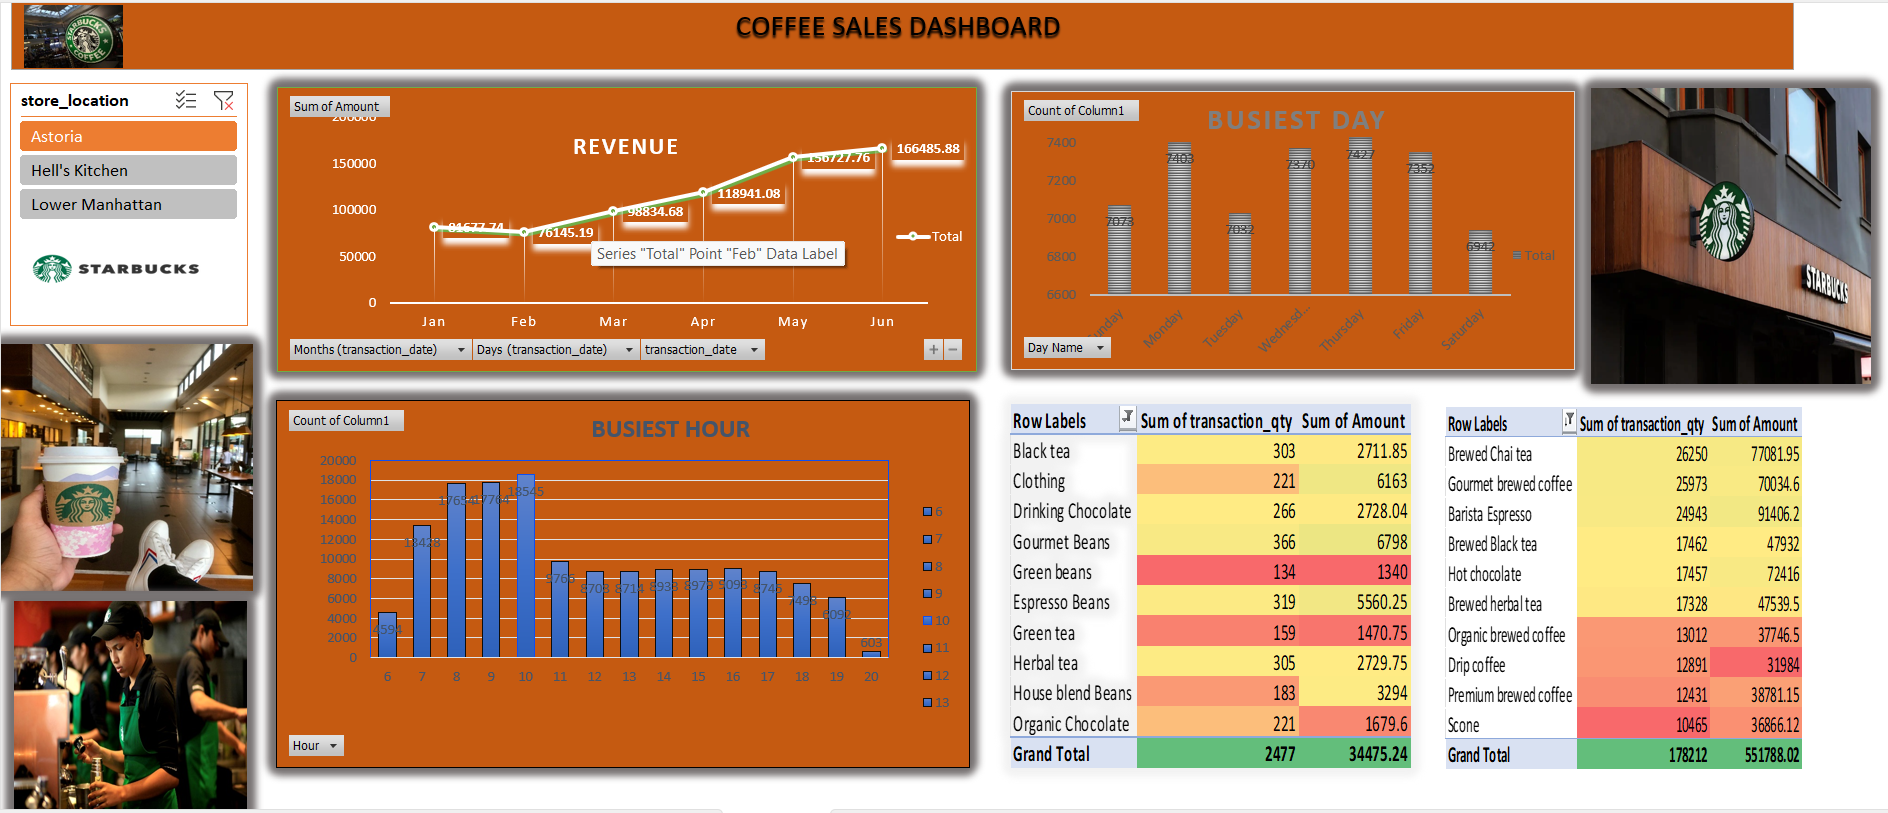 COFFEE SALES DASHBOARD
STARBUCKS COFFEE
store_location
Astoria
Hell's Kitchen
Lower Manhattan
STARBUCKS
Sum of Amount
REVENUE
200000
150000
100000
50000
0
81677.74
76145.19
98834.68
118941.08
156727.76
166485.88
Total
Series "Total" Point "Feb" Data Label
Jan Feb Mar Apr May Jun
Months (transaction_date) Days (transaction_date) transaction_date
+ −
Count of Column1
BUSIEST DAY
7400
7200
7000
6800
6600
7073 7403 7032 7370 7427 7352 6942
Total
Monday Tuesday Wednesd... Thursday Friday Saturday
Day Name
STARBUCKS
Count of Column1
BUSIEST HOUR
20000
18000
16000
14000
12000
10000
8000
6000
4000
2000
0
4594 13428 17654 17764 18545 9766 8708 8714 8933 8979 9093 8745 7498 6092 603
6 7 8 9 10 11 12 13 14 15 16 17 18 19 20
6
7
8
9
10
11
12
13
Hour
Row Labels Sum of transaction_qty Sum of Amount
Black tea 303 2711.85
Clothing 221 6163
Drinking Chocolate 266 2728.04
Gourmet Beans 366 6798
Green beans 134 1340
Espresso Beans 319 5560.25
Green tea 159 1470.75
Herbal tea 305 2729.75
House blend Beans 183 3294
Organic Chocolate 221 1679.6
Grand Total 2477 34475.24
Row Labels Sum of transaction_qty Sum of Amount
Brewed Chai tea 26250 77081.95
Gourmet brewed coffee 25973 70034.6
Barista Espresso 24943 91406.2
Brewed Black tea 17462 47932
Hot chocolate 17457 72416
Brewed herbal tea 17328 47539.5
Organic brewed coffee 13012 37746.5
Drip coffee 12891 31984
Premium brewed coffee 12431 38781.15
Scone 10465 36866.12
Grand Total 178212 551788.02